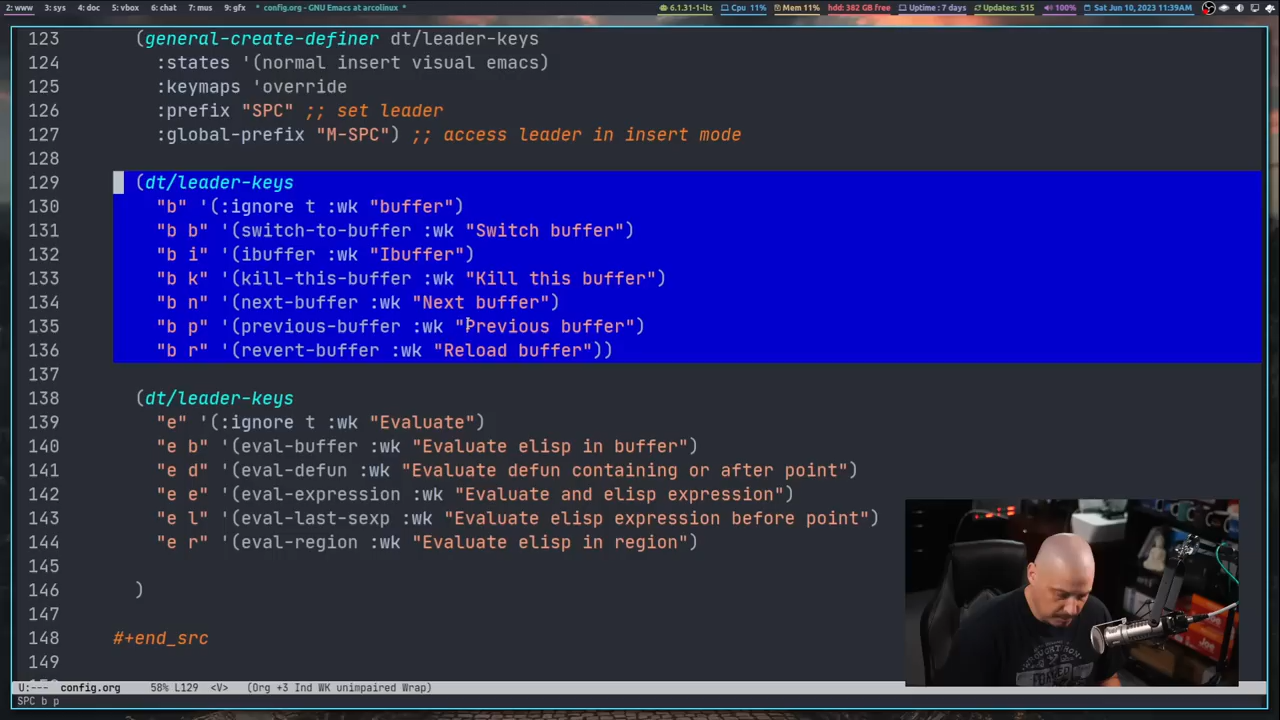 2: www 3: sys 4: doc 5: vbox 6: chat 7: mus 9: gfx * config.org - GNU Emacs at arcolinux * 6.1.31-1-lts Cpu 11% Mem 11% hdd: 382 GB free Uptime : 7 days Updates: 515 100% Sat Jun 10, 2023 11:39AM
123 (general-create-definer dt/leader-keys
124 :states '(normal insert visual emacs)
125 :keymaps 'override
126 :prefix "SPC" ;; set leader
127 :global-prefix "M-SPC") ;; access leader in insert mode
128
129 (dt/leader-keys
130 "b" '(:ignore t :wk "buffer")
131 "b b" '(switch-to-buffer :wk "Switch buffer")
132 "b i" '(ibuffer :wk "Ibuffer")
133 "b k" '(kill-this-buffer :wk "Kill this buffer")
134 "b n" '(next-buffer :wk "Next buffer")
135 "b p" '(previous-buffer :wk "Previous buffer")
136 "b r" '(revert-buffer :wk "Reload buffer"))
137
138 (dt/leader-keys
139 "e" '(:ignore t :wk "Evaluate")
140 "e b" '(eval-buffer :wk "Evaluate elisp in buffer")
141 "e d" '(eval-defun :wk "Evaluate defun containing or after point")
142 "e e" '(eval-expression :wk "Evaluate and elisp expression")
143 "e l" '(eval-last-sexp :wk "Evaluate elisp expression before point")
144 "e r" '(eval-region :wk "Evaluate elisp in region")
145
146 )
147
148 #+end_src
149
U:--- config.org 58% L129 <V> (Org +3 Ind WK unimpaired Wrap)
SPC b p